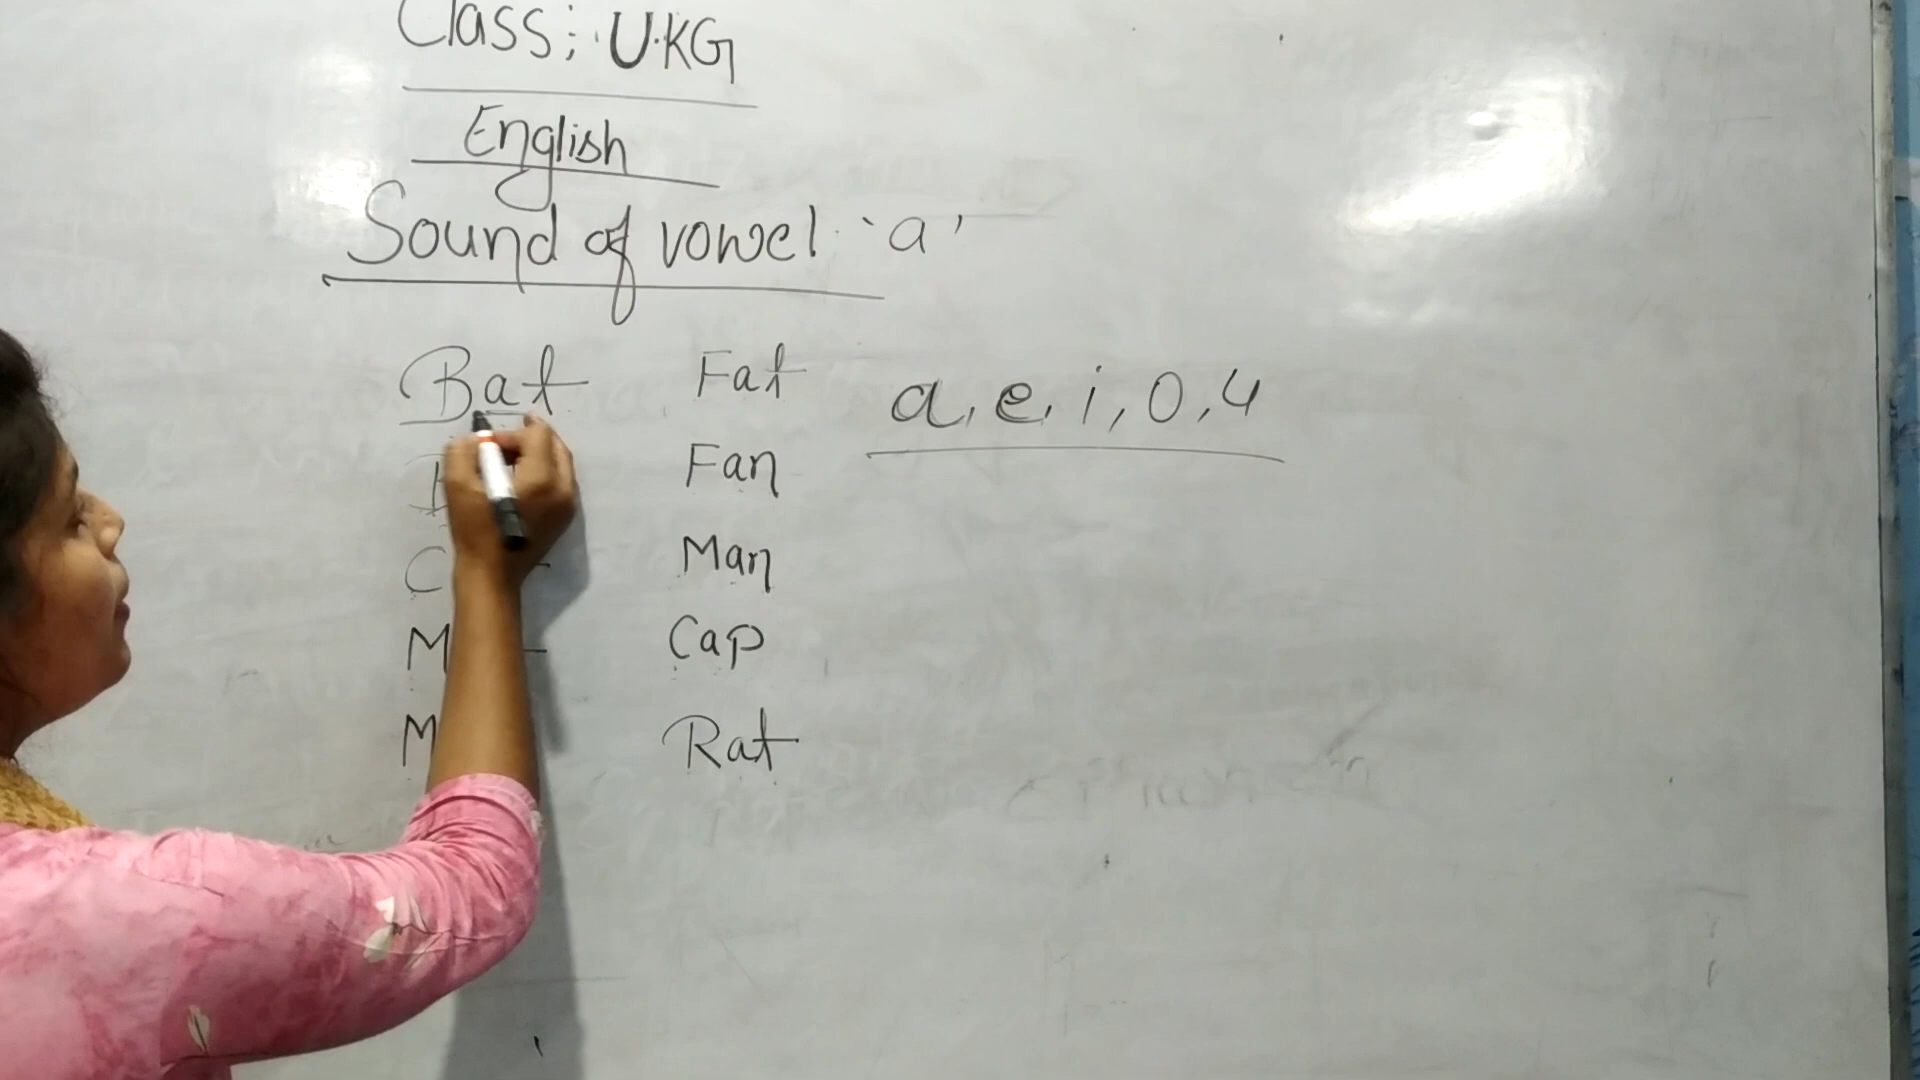 Class: U.KG
English
Sound of vowel 'a'
Bat Fat a, e, i, o, u
Fan
Man
Cap
Rat